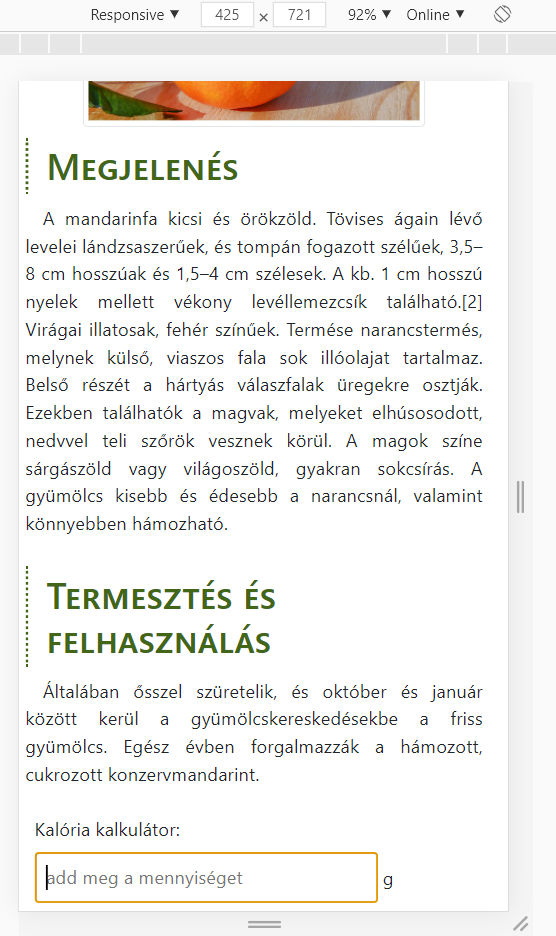 Responsive ▼ 425 × 721 92% ▼ Online ▼
Megjelenés
A mandarinfa kicsi és örökzöld. Tövises ágain lévő
levelei lándzsaszerűek, és tompán fogazott szélűek, 3,5–
8 cm hosszúak és 1,5–4 cm szélesek. A kb. 1 cm hosszú
nyelek mellett vékony levéllemezcsík található.[2]
Virágai illatosak, fehér színűek. Termése narancstermés,
melynek külső, viaszos fala sok illóolajat tartalmaz.
Belső részét a hártyás válaszfalak üregekre osztják.
Ezekben találhatók a magvak, melyeket elhúsosodott,
nedvvel teli szőrök vesznek körül. A magok színe
sárgászöld vagy világoszöld, gyakran sokcsírás. A
gyümölcs kisebb és édesebb a narancsnál, valamint
könnyebben hámozható.
Termesztés és
felhasználás
Általában ősszel szüretelik, és október és január
között kerül a gyümölcskereskedésekbe a friss
gyümölcs. Egész évben forgalmazzák a hámozott,
cukrozott konzervmandarint.
Kalória kalkulátor:
add meg a mennyiséget g